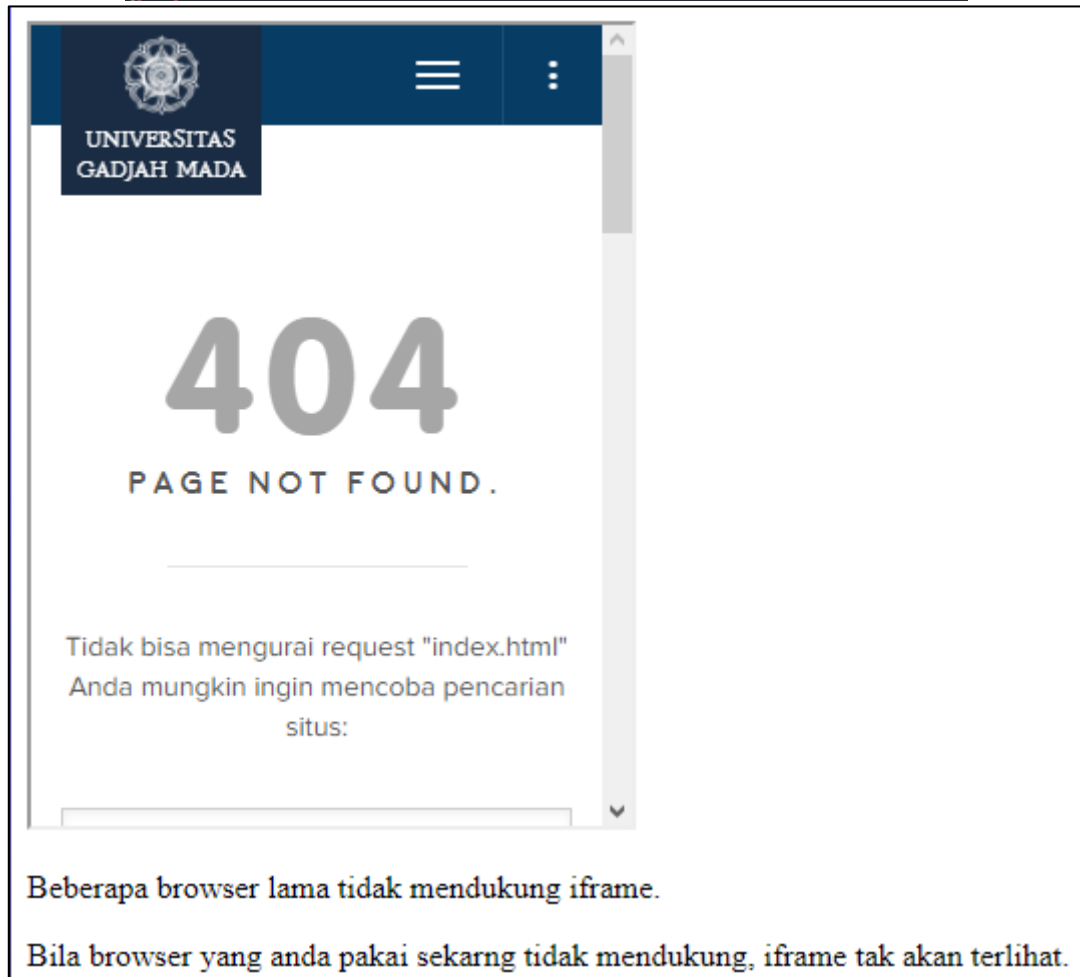 UNIVERSITAS
GADJAH MADA
404
PAGE NOT FOUND.
Tidak bisa mengurai request "index.html"
Anda mungkin ingin mencoba pencarian
situs:
Beberapa browser lama tidak mendukung iframe.
Bila browser yang anda pakai sekarng tidak mendukung, iframe tak akan terlihat.